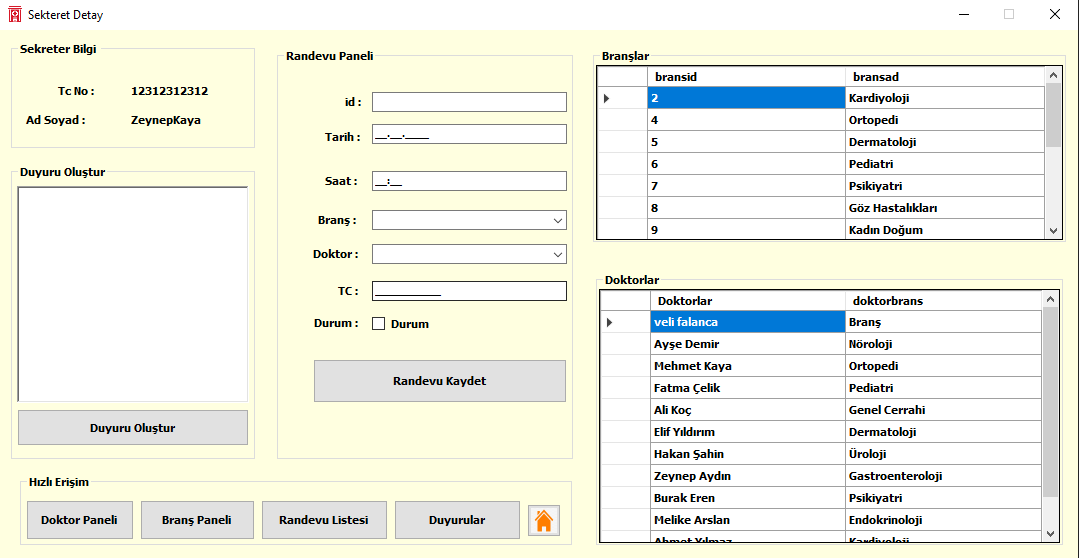 Sekteret Detay
Sekreter Bilgi
Tc No : 12312312312
Ad Soyad : ZeynepKaya
Duyuru Oluştur
Duyuru Oluştur
Randevu Paneli
id :
Tarih : __.__.____
Saat : __:__
Branş :
Doktor :
TC : ___________
Durum : Durum
Randevu Kaydet
Hızlı Erişim
Doktor Paneli
Branş Paneli
Randevu Listesi
Duyurular
Branşlar
bransid bransad
2 Kardiyoloji
4 Ortopedi
5 Dermatoloji
6 Pediatri
7 Psikiyatri
8 Göz Hastalıkları
9 Kadın Doğum
Doktorlar
Doktorlar doktorbrans
veli falanca Branş
Ayşe Demir Nöroloji
Mehmet Kaya Ortopedi
Fatma Çelik Pediatri
Ali Koç Genel Cerrahi
Elif Yıldırım Dermatoloji
Hakan Şahin Üroloji
Zeynep Aydın Gastroenteroloji
Burak Eren Psikiyatri
Melike Arslan Endokrinoloji
Ahmet Yılmaz Kardiyoloji